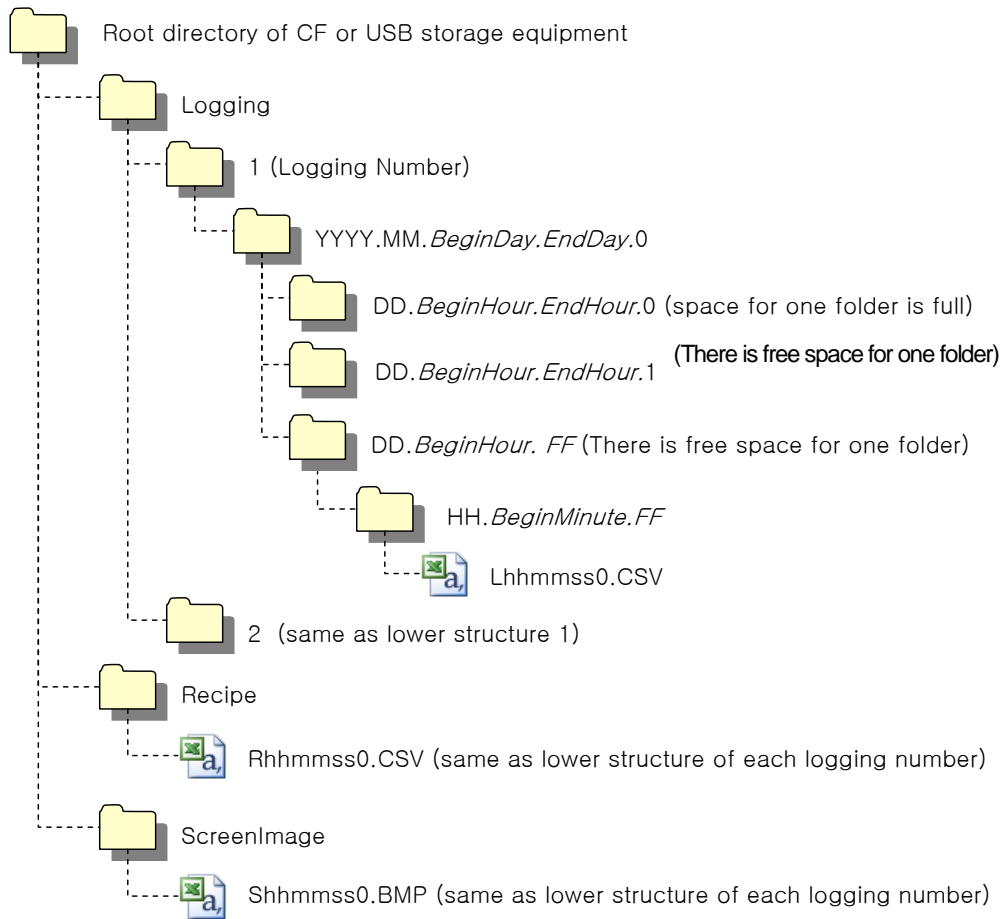 Root directory of CF or USB storage equipment
Logging
1 (Logging Number)
YYYY.MM.BeginDay.EndDay.0
DD.BeginHour.EndHour.0 (space for one folder is full)
DD.BeginHour.EndHour.1 (There is free space for one folder)
DD.BeginHour. FF (There is free space for one folder)
HH.BeginMinute.FF
a,
Lhhmmss0.CSV
2 (same as lower structure 1)
Recipe
a,
Rhhmmss0.CSV (same as lower structure of each logging number)
ScreenImage
a,
Shhmmss0.BMP (same as lower structure of each logging number)